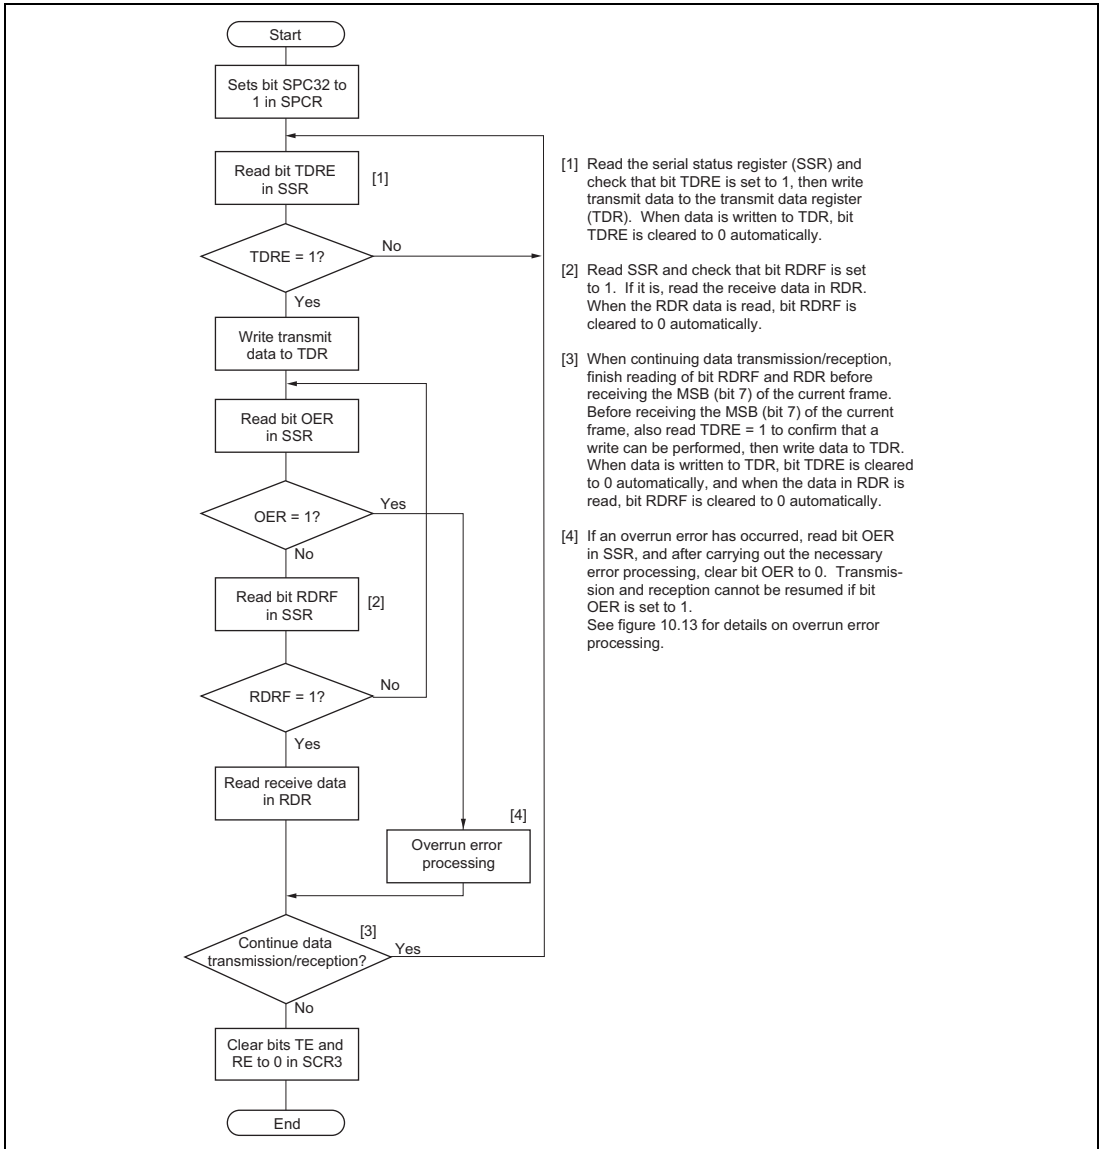 Start
Sets bit SPC32 to
1 in SPCR
Read bit TDRE
in SSR
[1]
TDRE = 1?
No
Yes
Write transmit
data to TDR
Read bit OER
in SSR
OER = 1?
Yes
No
Read bit RDRF
in SSR
[2]
RDRF = 1?
No
Yes
Read receive data
in RDR
[4]
Overrun error
processing
[3]
Continue data
transmission/reception?
Yes
No
Clear bits TE and
RE to 0 in SCR3
End
[1] Read the serial status register (SSR) and
check that bit TDRE is set to 1, then write
transmit data to the transmit data register
(TDR). When data is written to TDR, bit
TDRE is cleared to 0 automatically.
[2] Read SSR and check that bit RDRF is set
to 1. If it is, read the receive data in RDR.
When the RDR data is read, bit RDRF is
cleared to 0 automatically.
[3] When continuing data transmission/reception,
finish reading of bit RDRF and RDR before
receiving the MSB (bit 7) of the current frame.
Before receiving the MSB (bit 7) of the current
frame, also read TDRE = 1 to confirm that a
write can be performed, then write data to TDR.
When data is written to TDR, bit TDRE is cleared
to 0 automatically, and when the data in RDR is
read, bit RDRF is cleared to 0 automatically.
[4] If an overrun error has occurred, read bit OER
in SSR, and after carrying out the necessary
error processing, clear bit OER to 0. Transmis-
sion and reception cannot be resumed if bit
OER is set to 1.
See figure 10.13 for details on overrun error
processing.